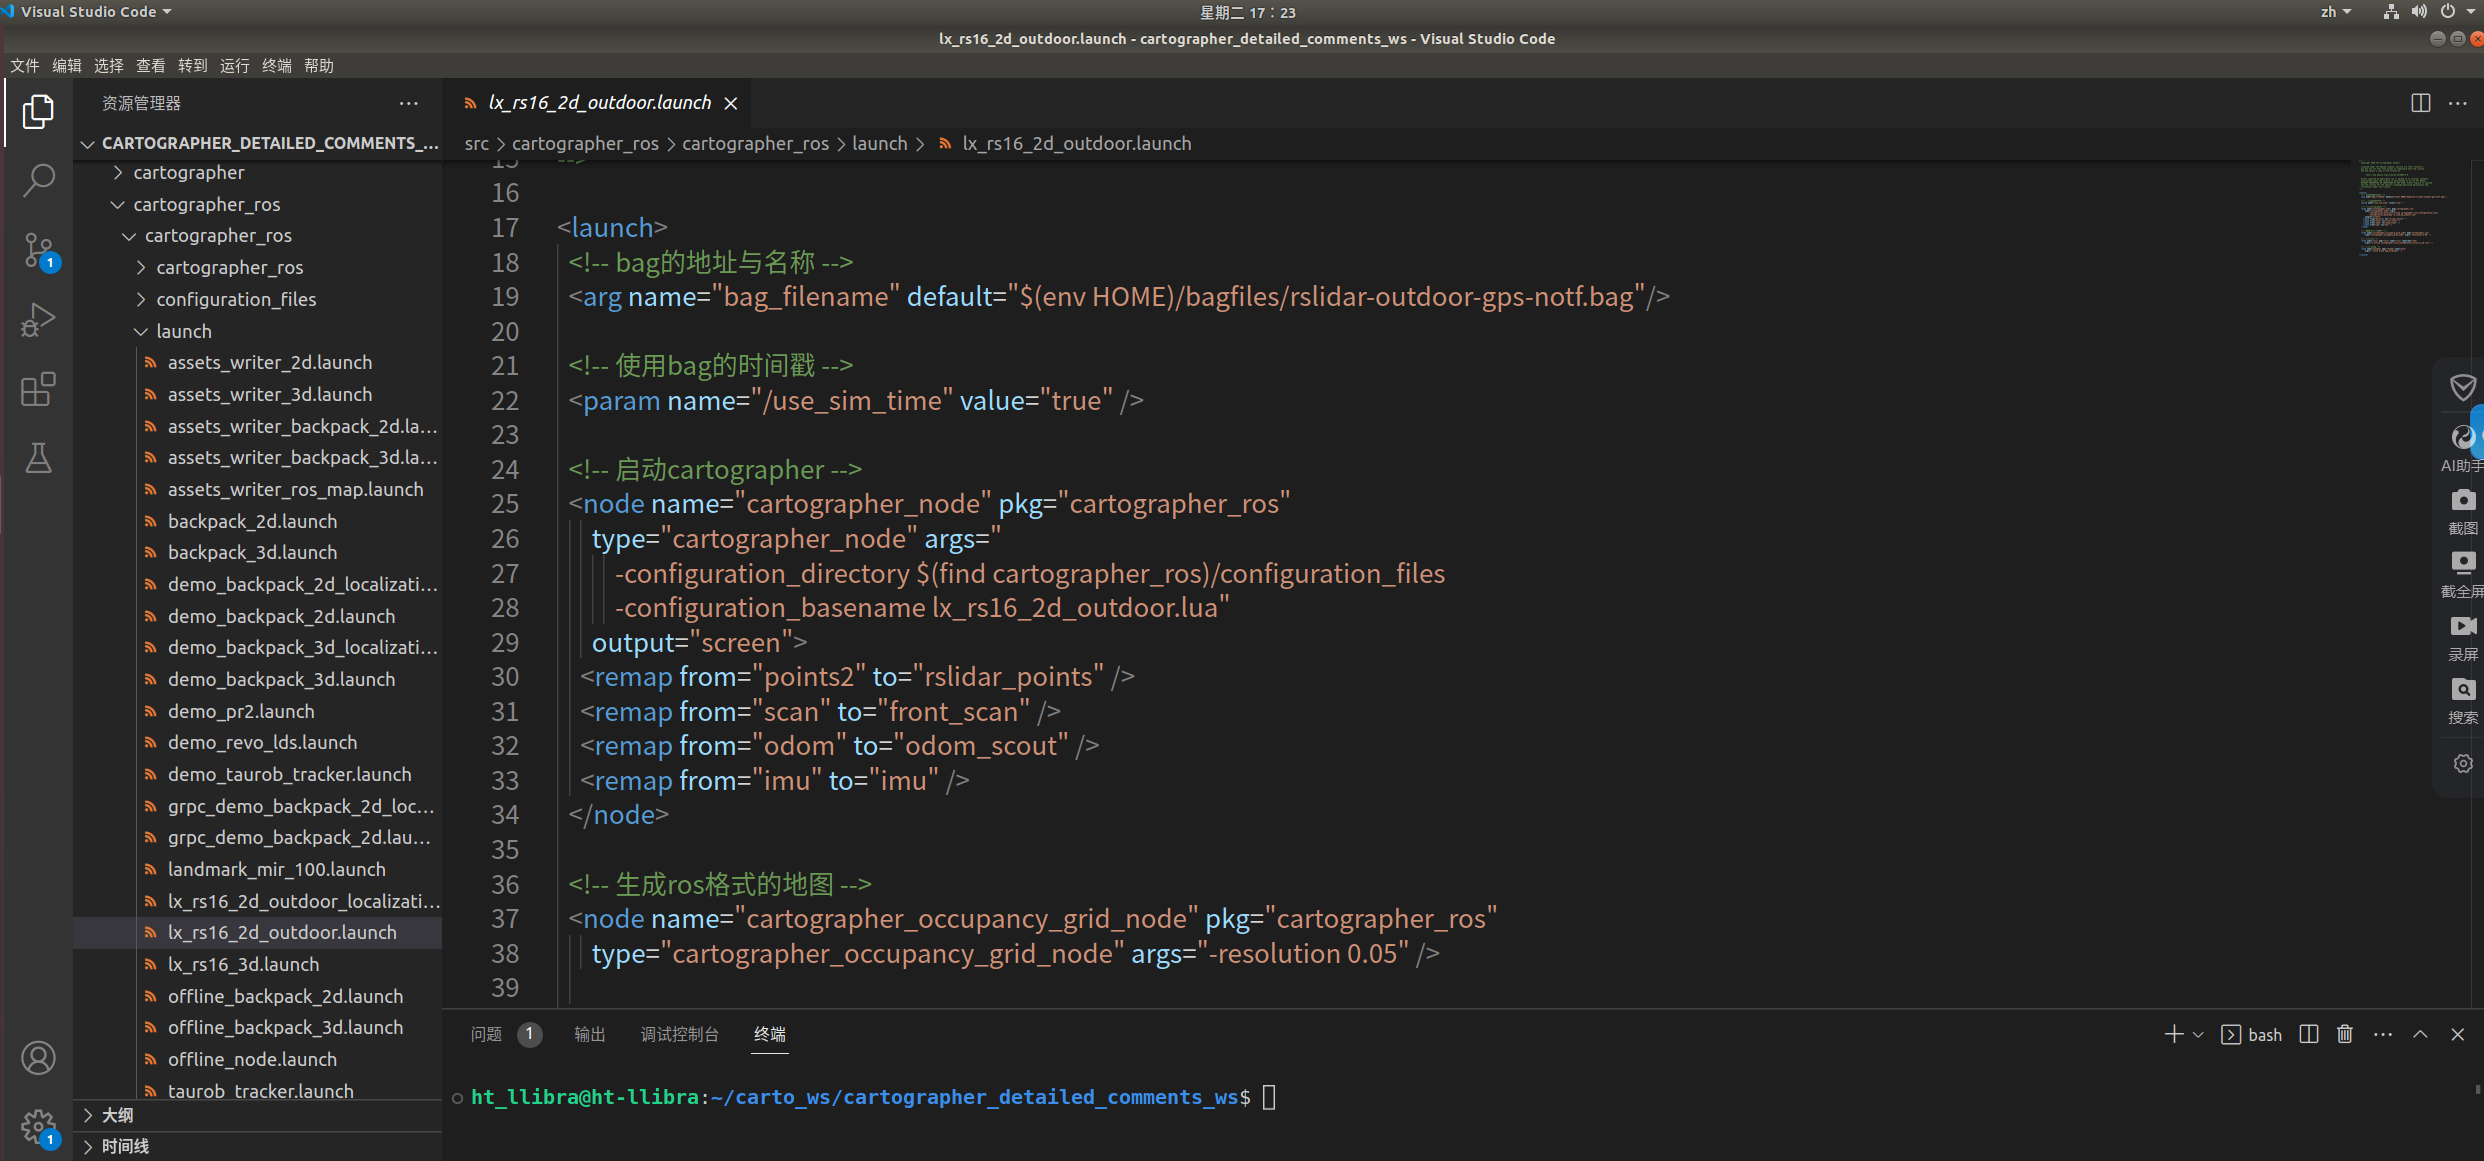 Visual Studio Code
星期二 17：23
zh
lx_rs16_2d_outdoor.launch - cartographer_detailed_comments_ws - Visual Studio Code
文件 编辑 选择 查看 转到 运行 终端 帮助
资源管理器
CARTOGRAPHER_DETAILED_COMMENTS_...
cartographer
cartographer_ros
cartographer_ros
cartographer_ros
configuration_files
launch
assets_writer_2d.launch
assets_writer_3d.launch
assets_writer_backpack_2d.la...
assets_writer_backpack_3d.la...
assets_writer_ros_map.launch
backpack_2d.launch
backpack_3d.launch
demo_backpack_2d_localizati...
demo_backpack_2d.launch
demo_backpack_3d_localizati...
demo_backpack_3d.launch
demo_pr2.launch
demo_revo_lds.launch
demo_taurob_tracker.launch
grpc_demo_backpack_2d_loc...
grpc_demo_backpack_2d.lau...
landmark_mir_100.launch
lx_rs16_2d_outdoor_localizati...
lx_rs16_2d_outdoor.launch
lx_rs16_3d.launch
offline_backpack_2d.launch
offline_backpack_3d.launch
offline_node.launch
taurob_tracker.launch
大纲
时间线
1
1
lx_rs16_2d_outdoor.launch
src > cartographer_ros > cartographer_ros > launch > lx_rs16_2d_outdoor.launch
15 -->
16
17 <launch>
18 <!-- bag的地址与名称 -->
19 <arg name="bag_filename" default="$(env HOME)/bagfiles/rslidar-outdoor-gps-notf.bag"/>
20
21 <!-- 使用bag的时间戳 -->
22 <param name="/use_sim_time" value="true" />
23
24 <!-- 启动cartographer -->
25 <node name="cartographer_node" pkg="cartographer_ros"
26 type="cartographer_node" args="
27 -configuration_directory $(find cartographer_ros)/configuration_files
28 -configuration_basename lx_rs16_2d_outdoor.lua"
29 output="screen">
30 <remap from="points2" to="rslidar_points" />
31 <remap from="scan" to="front_scan" />
32 <remap from="odom" to="odom_scout" />
33 <remap from="imu" to="imu" />
34 </node>
35
36 <!-- 生成ros格式的地图 -->
37 <node name="cartographer_occupancy_grid_node" pkg="cartographer_ros"
38 type="cartographer_occupancy_grid_node" args="-resolution 0.05" />
39
AI助手
截图
截全屏
录屏
搜索
问题 1 输出 调试控制台 终端
bash
ht_llibra@ht-llibra:~/carto_ws/cartographer_detailed_comments_ws$